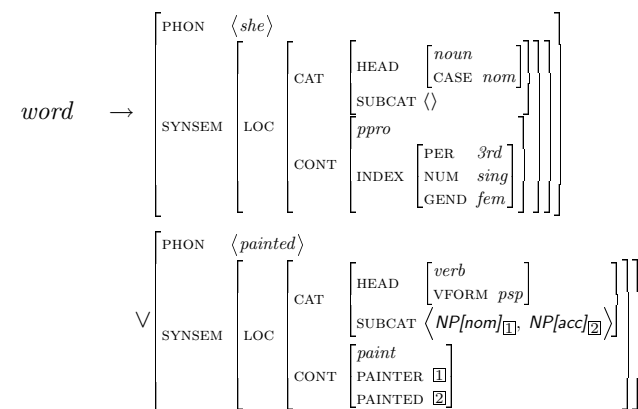 PHON ⟨she⟩
HEAD noun
CASE nom
CAT
SUBCAT ⟨⟩
word → SYNSEM LOC
ppro
CONT
INDEX PER 3rd
NUM sing
GEND fem
PHON ⟨painted⟩
HEAD verb
VFORM psp
CAT
SUBCAT ⟨NP[nom]1, NP[acc]2⟩
∨ SYNSEM LOC
paint
CONT PAINTER 1
PAINTED 2